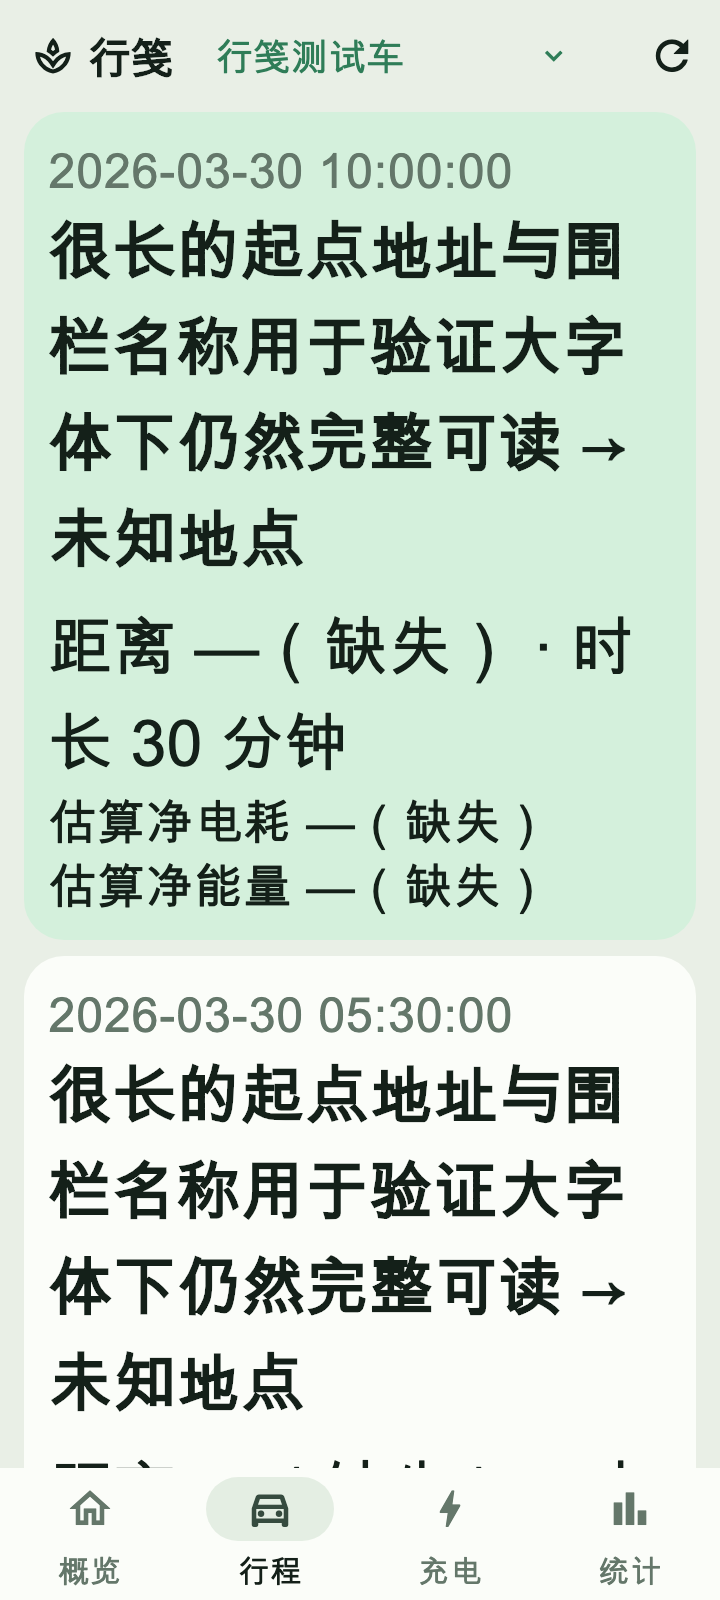 行笺 行笺测试车
2026-03-30 10:00:00
很长的起点地址与围
栏名称用于验证大字
体下仍然完整可读 →
未知地点
距离 —（缺失） · 时
长 30 分钟
估算净电耗 —（缺失）
估算净能量 —（缺失）
2026-03-30 05:30:00
很长的起点地址与围
栏名称用于验证大字
体下仍然完整可读 →
未知地点
概览 行程 充电 统计